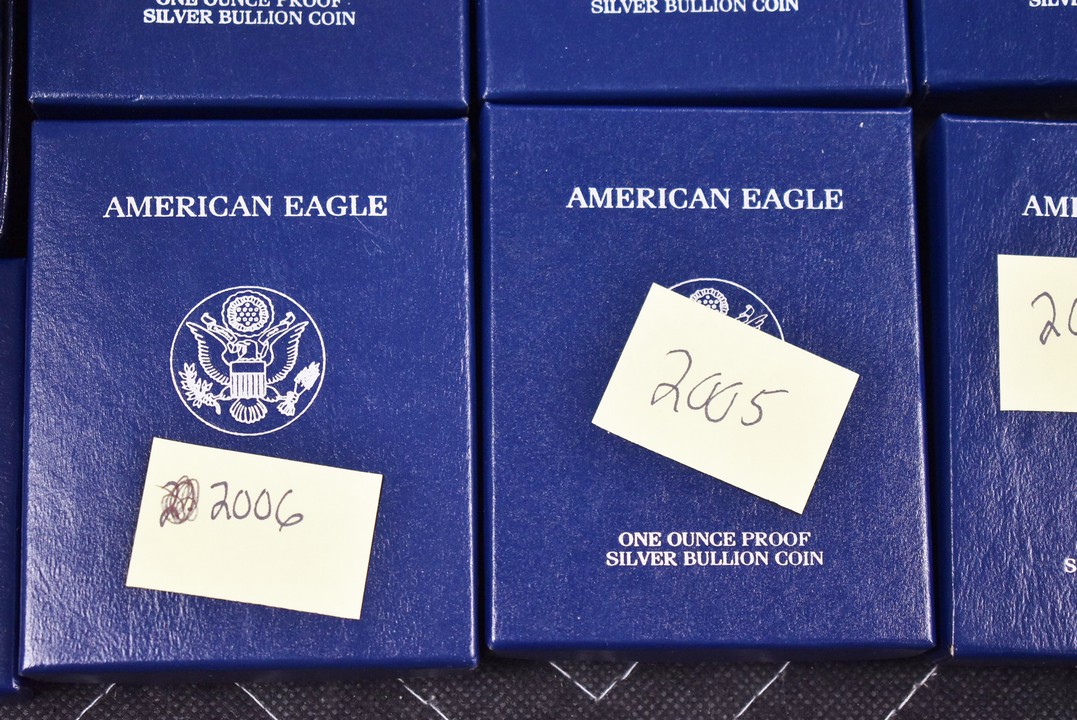 ONE OUNCE PROOF
SILVER BULLION COIN
SILVER BULLION COIN
AMERICAN EAGLE
2006
AMERICAN EAGLE
2005
ONE OUNCE PROOF
SILVER BULLION COIN